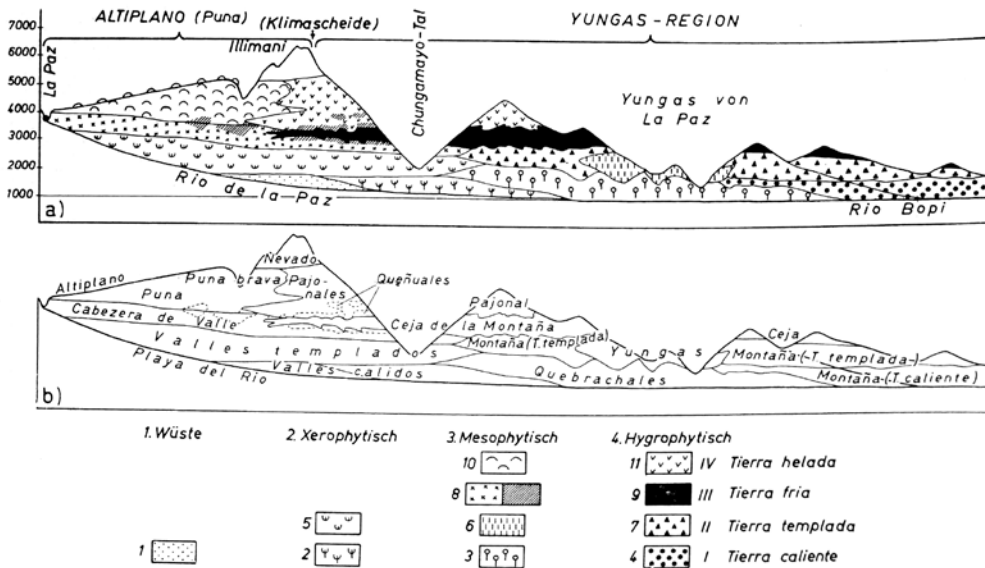 ALTIPLANO (Puna) (Klimascheide) YUNGAS-REGION
Illimani
La Paz
Chungamayo-Tal
7000
6000
5000
4000
3000
2000
1000
Yungas von
La Paz
Rio de la Paz
Rio Bopi
a)
Nevado
Altiplano
Puna brava
Pajonales
Queñuales
Puna
Cabezera de Valle
Pajonal
Ceja de la Montaña
Ceja
Valles templados
Montaña (T. templada)
Yungas
Montaña (-T. templada-)
Playa del Rio
Valles calidos
Quebrachales
Montaña-(T. caliente)
b)
1. Wüste 2. Xerophytisch 3. Mesophytisch 4. Hygrophytisch
10 11 IV Tierra helada
8 9 III Tierra fria
5 6 7 II Tierra templada
1 2 3 4 I Tierra caliente